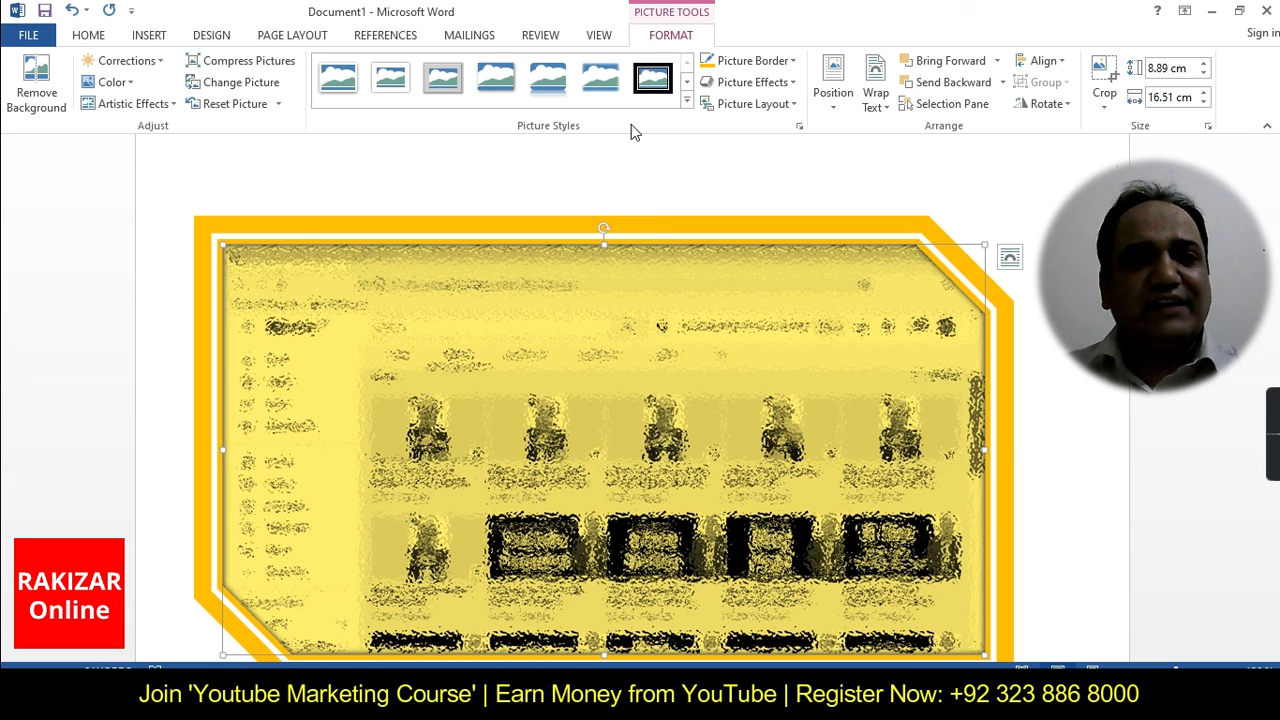 Document1 - Microsoft Word
PICTURE TOOLS
?
FILE
HOME
INSERT
DESIGN
PAGE LAYOUT
REFERENCES
MAILINGS
REVIEW
VIEW
FORMAT
Sign in
Remove
Background
Corrections
Color
Artistic Effects
Compress Pictures
Change Picture
Reset Picture
Adjust
Picture Styles
Picture Border
Picture Effects
Picture Layout
Position
Wrap
Text
Bring Forward
Send Backward
Selection Pane
Align
Group
Rotate
Arrange
Crop
8.89 cm
16.51 cm
Size
RAKIZAR
Online
Join 'Youtube Marketing Course' | Earn Money from YouTube | Register Now: +92 323 886 8000